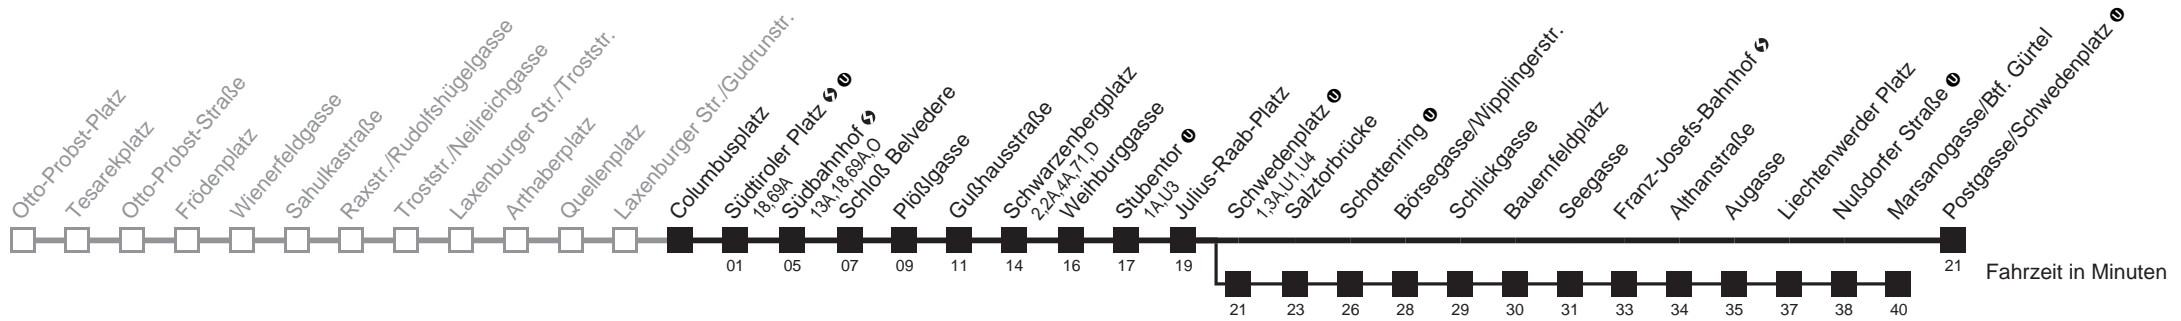 Otto-Probst-Platz
Tesarekplatz
Otto-Probst-Straße
Frödenplatz
Wienerfeldgasse
Sahulkastraße
Raxstr./Rudolfshügelgasse
Troststr./Neilreichgasse
Laxenburger Str./Troststr.
Arthaberplatz
Quellenplatz
Laxenburger Str./Gudrunstr.
Columbusplatz
Südtiroler Platz S U
18,69A
Südbahnhof S
13A,18,69A,O
Schloß Belvedere
Plößlgasse
Gußhausstraße
Schwarzenbergplatz
2,2A,4A,71,D
Weihburggasse
Stubentor U
1A,U3
Julius-Raab-Platz
Schwedenplatz U
1,3A,U1,U4
Salztorbrücke
Schottenring U
Börsegasse/Wipplingerstr.
Schlickgasse
Bauernfeldplatz
Seegasse
Franz-Josefs-Bahnhof S
Althanstraße
Augasse
Liechtenwerder Platz
Nußdorfer Straße U
Marsanogasse/Btf. Gürtel
Postgasse/Schwedenplatz U
01 05 07 09 11 14 16 17 19 21
Fahrzeit in Minuten
21 23 26 28 29 30 31 33 34 35 37 38 40